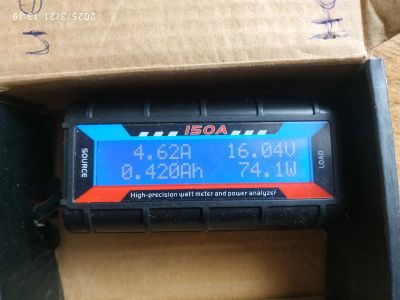 2025/3/21 13:19
150A
SOURCE
4.62A 16.04V
0.420Ah 74.1W
LOAD
High-precision watt meter and power analyzer